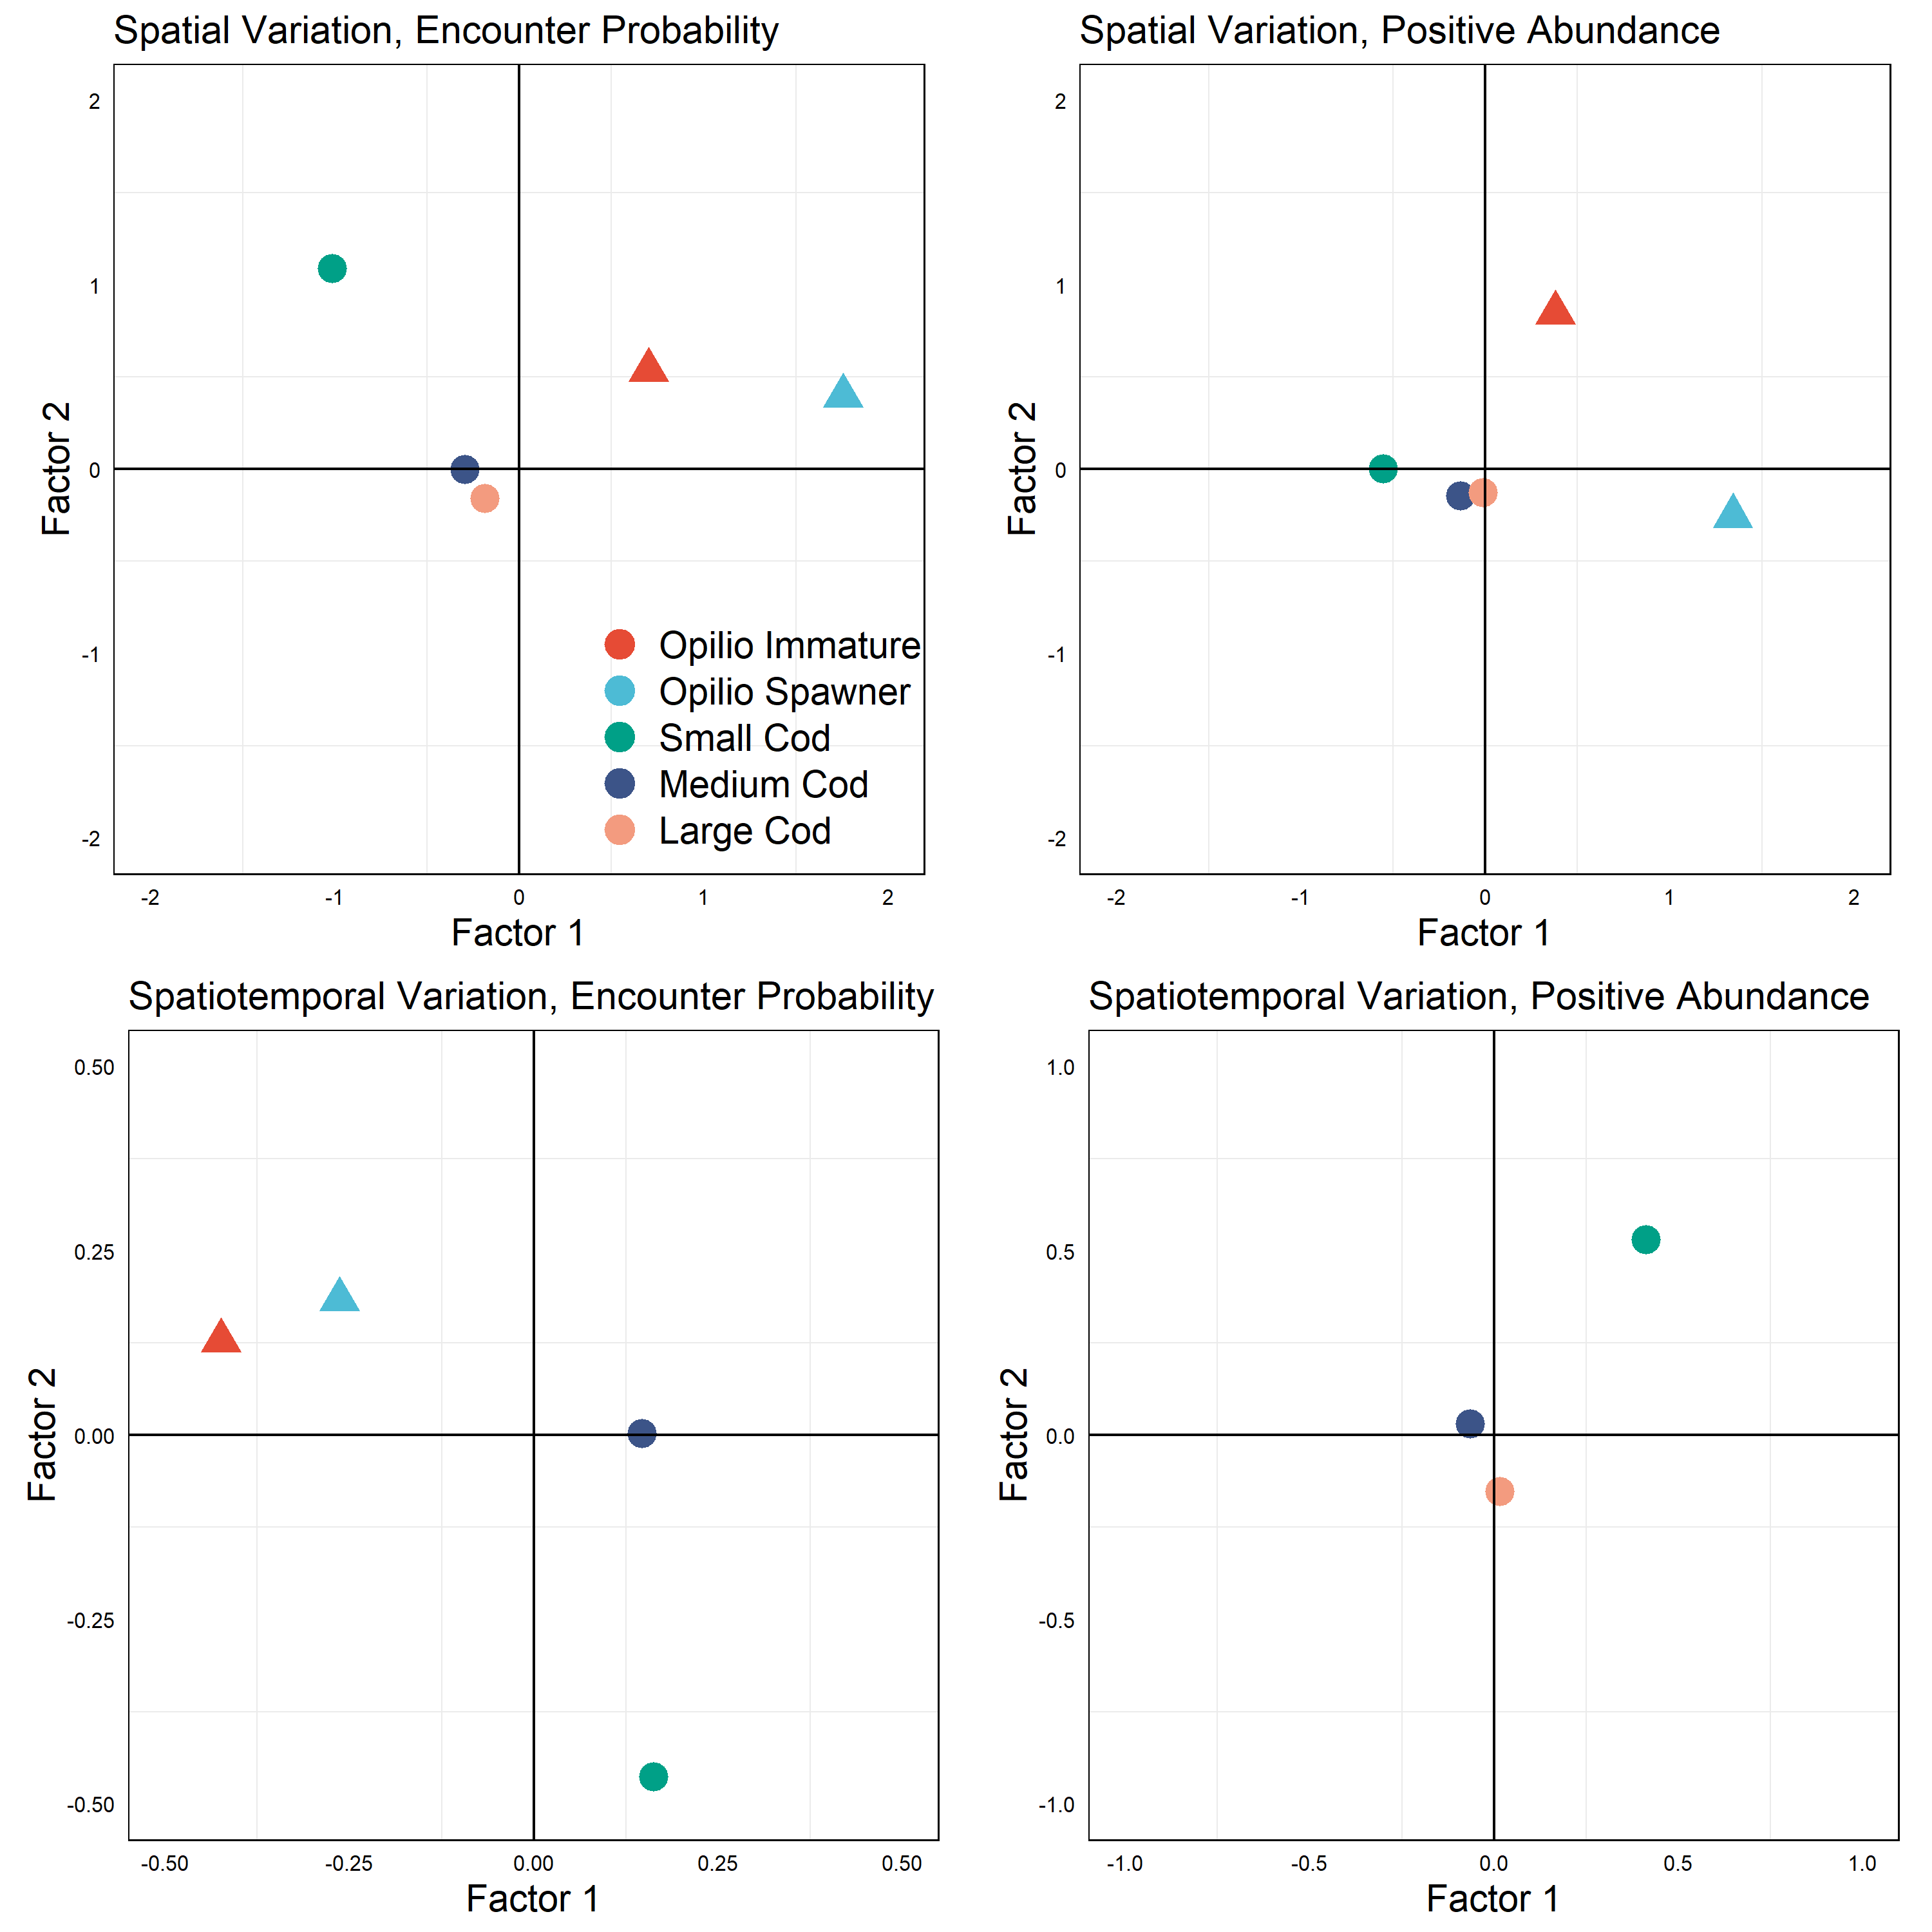 Spatial Variation, Encounter Probability
2
1
0
-1
-2
Factor 2
Opilio Immature
Opilio Spawner
Small Cod
Medium Cod
Large Cod
-2 -1 0 1 2
Factor 1
Spatial Variation, Positive Abundance
2
1
0
-1
-2
Factor 2
-2 -1 0 1 2
Factor 1
Spatiotemporal Variation, Encounter Probability
0.50
0.25
0.00
-0.25
-0.50
Factor 2
-0.50 -0.25 0.00 0.25 0.50
Factor 1
Spatiotemporal Variation, Positive Abundance
1.0
0.5
0.0
-0.5
-1.0
Factor 2
-1.0 -0.5 0.0 0.5 1.0
Factor 1